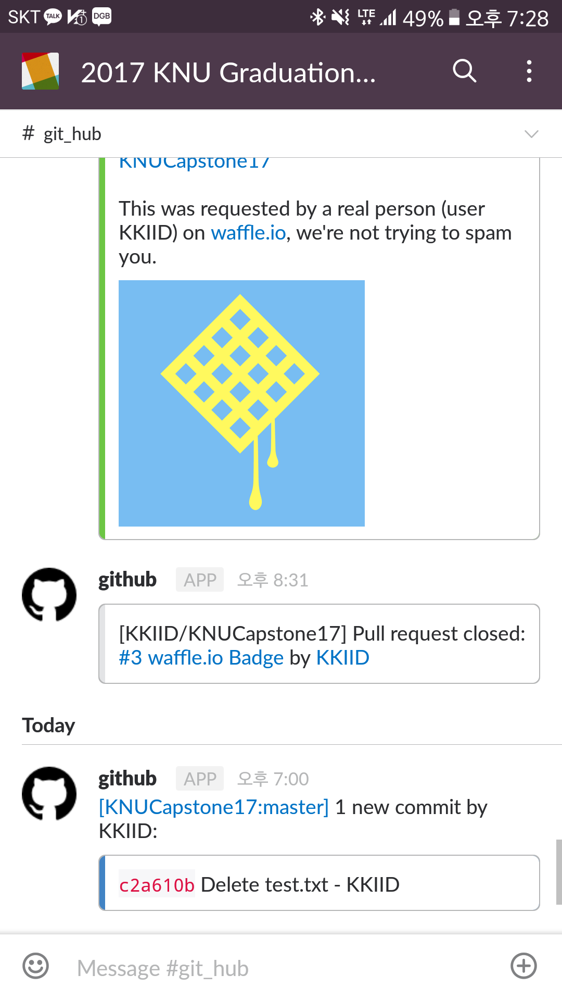 SKT TALK 1 DGB LTE 49% 오후 7:28
2017 KNU Graduation...
# git_hub
KNUCapstone17
This was requested by a real person (user
KKIID) on waffle.io, we're not trying to spam
you.
github APP 오후 8:31
[KKIID/KNUCapstone17] Pull request closed:
#3 waffle.io Badge by KKIID
Today
github APP 오후 7:00
[KNUCapstone17:master] 1 new commit by
KKIID:
c2a610b Delete test.txt - KKIID
Message #git_hub